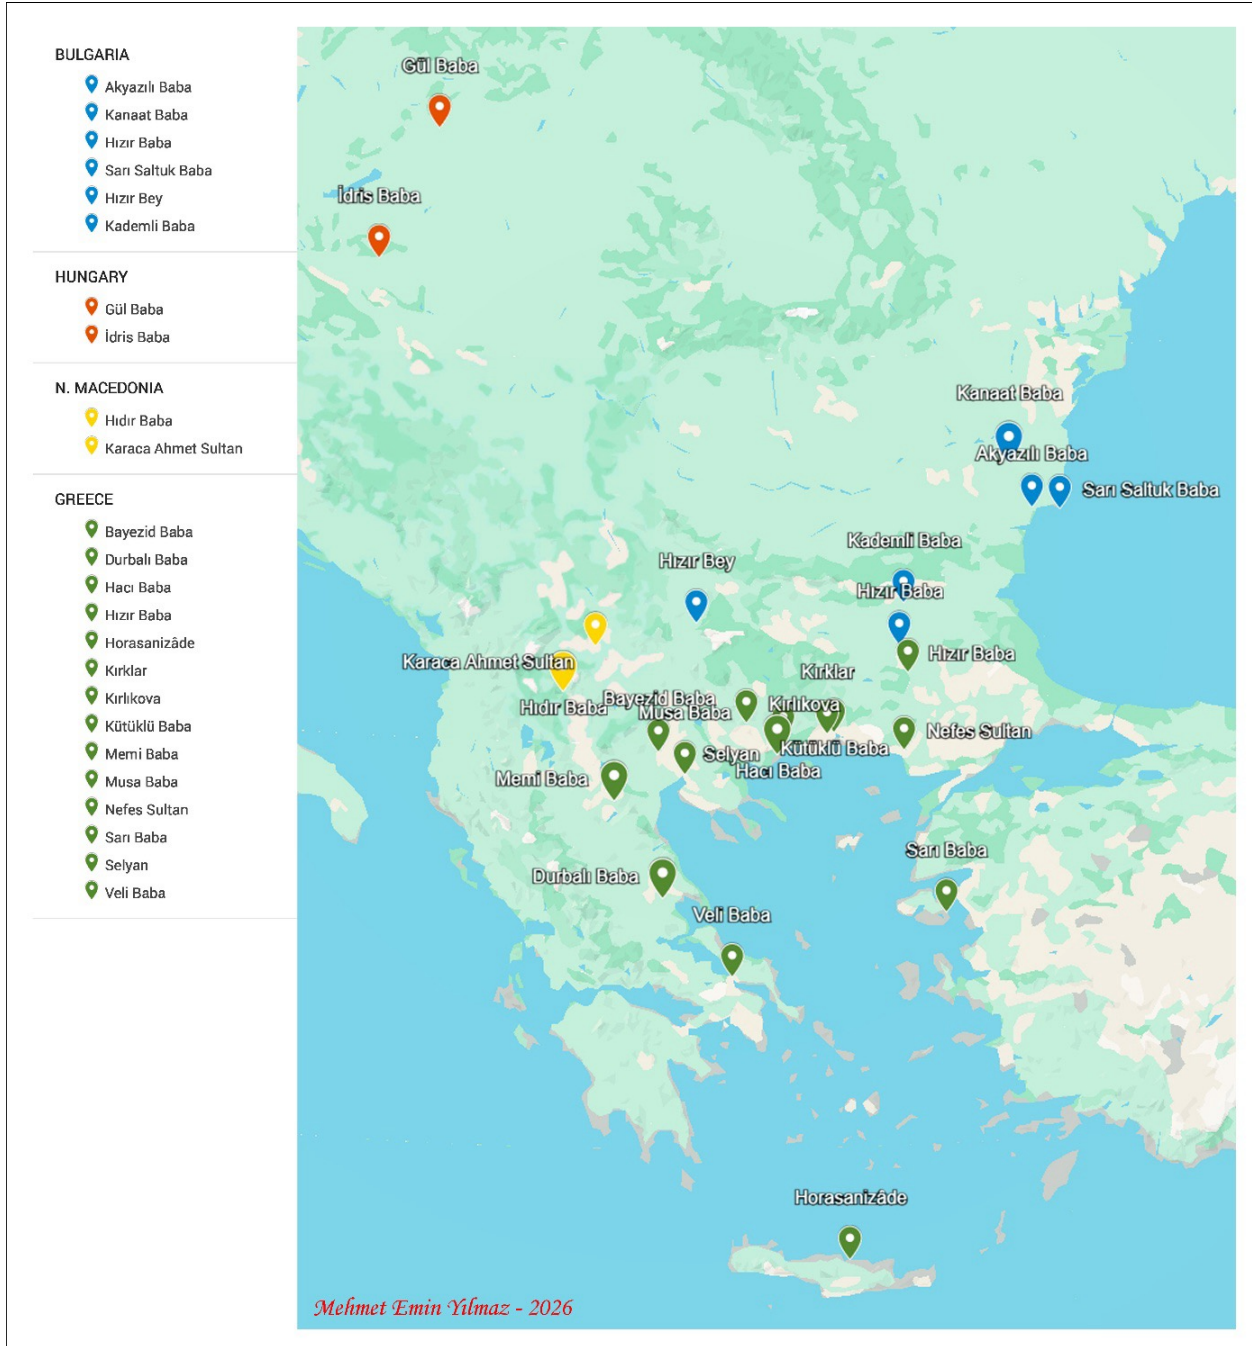 BULGARIA
Akyazılı Baba
Kanaat Baba
Hızır Baba
Sarı Saltuk Baba
Hızır Bey
Kademli Baba
HUNGARY
Gül Baba
İdris Baba
N. MACEDONIA
Hıdır Baba
Karaca Ahmet Sultan
GREECE
Bayezid Baba
Durbalı Baba
Hacı Baba
Hızır Baba
Horasanizâde
Kırklar
Kırlıkova
Kütüklü Baba
Memi Baba
Musa Baba
Nefes Sultan
Sarı Baba
Selyan
Veli Baba
Gül Baba
İdris Baba
Kanaat Baba
Akyazılı Baba
Sarı Saltuk Baba
Kademli Baba
Hızır Bey
Hızır Baba
Hızır Baba
Karaca Ahmet Sultan
Kırklar
Bayezid Baba
Hıdır Baba
Musa Baba
Kırlıkova
Nefes Sultan
Kütüklü Baba
Selyan
Hacı Baba
Memi Baba
Sarı Baba
Durbalı Baba
Veli Baba
Horasanizâde
Mehmet Emin Yılmaz - 2026